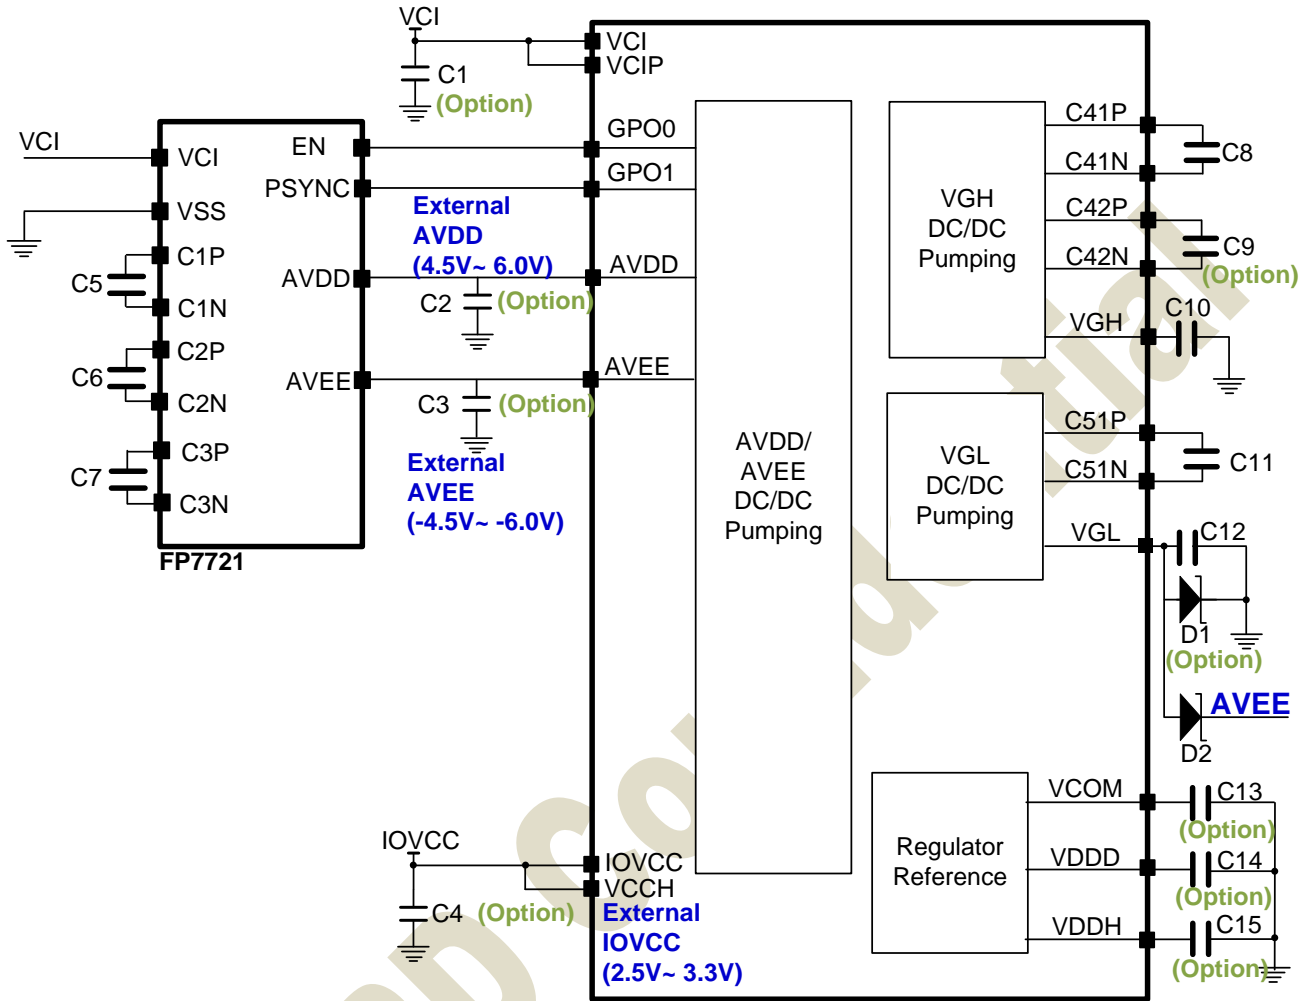 VCI
C1
(Option)
VCI
VCIP
VCI
VCI
VSS
C1P
C1N
C2P
C2N
C3P
C3N
EN
PSYNC
AVDD
AVEE
FP7721
C5
C6
C7
External
AVDD
(4.5V~ 6.0V)
C2
(Option)
C3
(Option)
External
AVEE
(-4.5V~ -6.0V)
GPO0
GPO1
AVDD
AVEE
AVDD/
AVEE
DC/DC
Pumping
VGH
DC/DC
Pumping
C41P
C41N
C42P
C42N
VGH
C8
C9
(Option)
C10
VGL
DC/DC
Pumping
C51P
C51N
VGL
C11
C12
D1
(Option)
AVEE
D2
Regulator
Reference
VCOM
VDDD
VDDH
C13
(Option)
C14
(Option)
C15
(Option)
IOVCC
C4
(Option)
IOVCC
VCCH
External
IOVCC
(2.5V~ 3.3V)